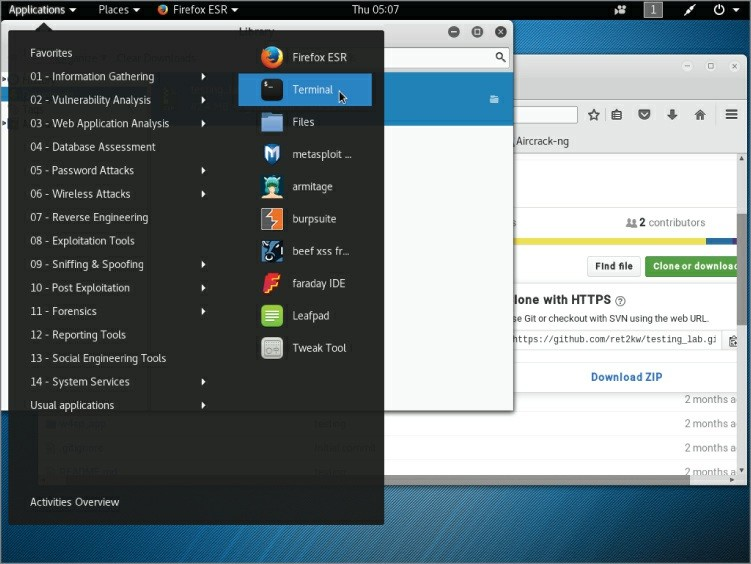 Applications Places Firefox ESR Thu 05:07 1
Favorites
01 - Information Gathering
02 - Vulnerability Analysis
03 - Web Application Analysis
04 - Database Assessment
05 - Password Attacks
06 - Wireless Attacks
07 - Reverse Engineering
08 - Exploitation Tools
09 - Sniffing & Spoofing
10 - Post Exploitation
11 - Forensics
12 - Reporting Tools
13 - Social Engineering Tools
14 - System Services
Usual applications
Activities Overview
Firefox ESR
Terminal
Files
metasploit ...
armitage
burpsuite
beef xss fr...
faraday IDE
Leafpad
Tweak Tool
Aircrack-ng
2 contributors
Find file Clone or download
lone with HTTPS
se Git or checkout with SVN using the web URL.
https://github.com/ret2kw/testing_lab.gi
Download ZIP
2 months a
2 months a
2 months a
2 months a